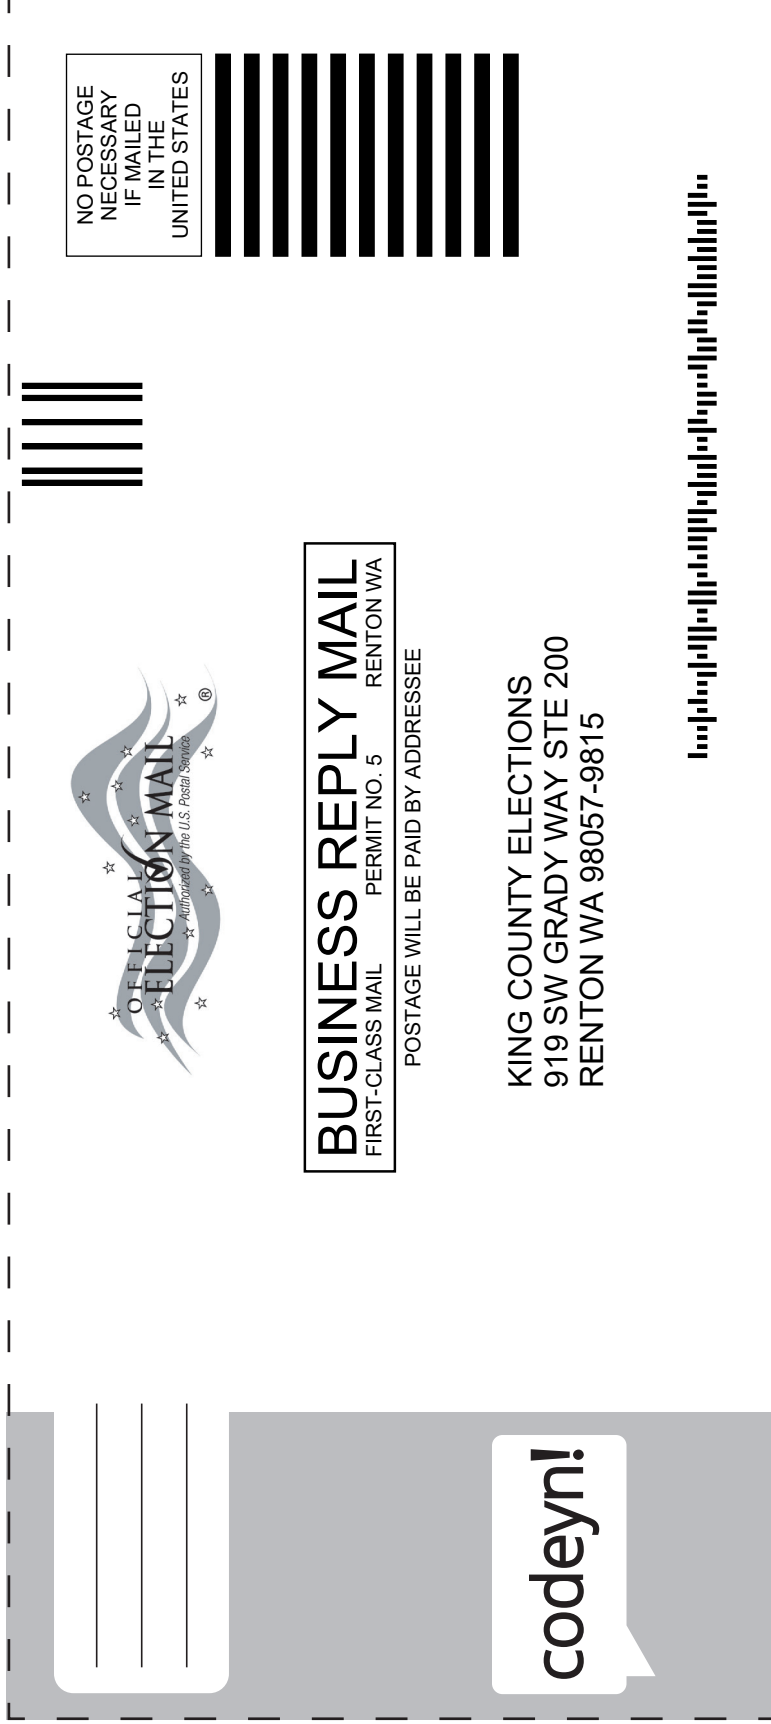 NO POSTAGE
NECESSARY
IF MAILED
IN THE
UNITED STATES
OFFICIAL
ELECTION MAIL
Authorized by the U.S. Postal Service
®
BUSINESS REPLY MAIL
FIRST-CLASS MAIL PERMIT NO. 5 RENTON WA
POSTAGE WILL BE PAID BY ADDRESSEE
KING COUNTY ELECTIONS
919 SW GRADY WAY STE 200
RENTON WA 98057-9815
codeyn!